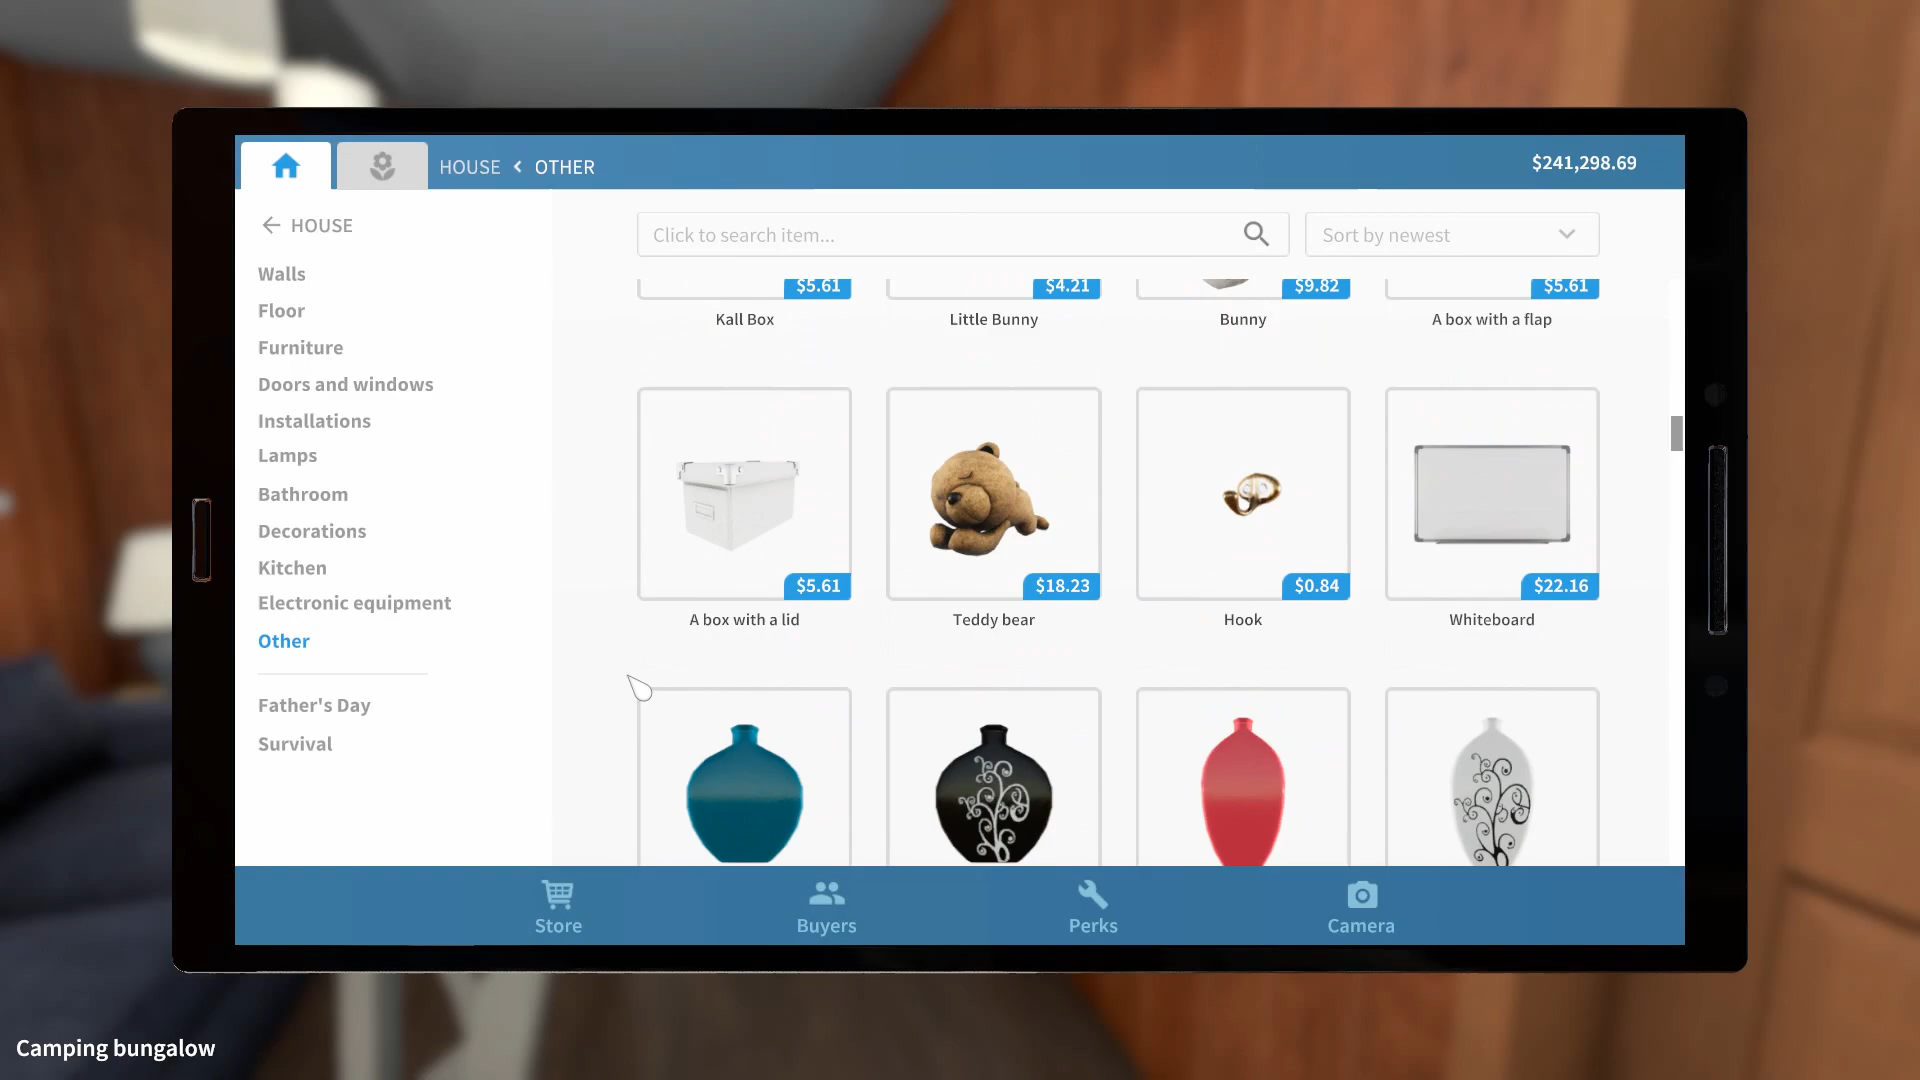 HOUSE < OTHER
$241,298.69
HOUSE
Click to search item...
Sort by newest
Walls
Floor
Furniture
Doors and windows
Installations
Lamps
Bathroom
Decorations
Kitchen
Electronic equipment
Other
Father's Day
Survival
$5.61
$4.21
$9.82
$5.61
Kall Box
Little Bunny
Bunny
A box with a flap
$5.61
$18.23
$0.84
$22.16
A box with a lid
Teddy bear
Hook
Whiteboard
Store
Buyers
Perks
Camera
Camping bungalow